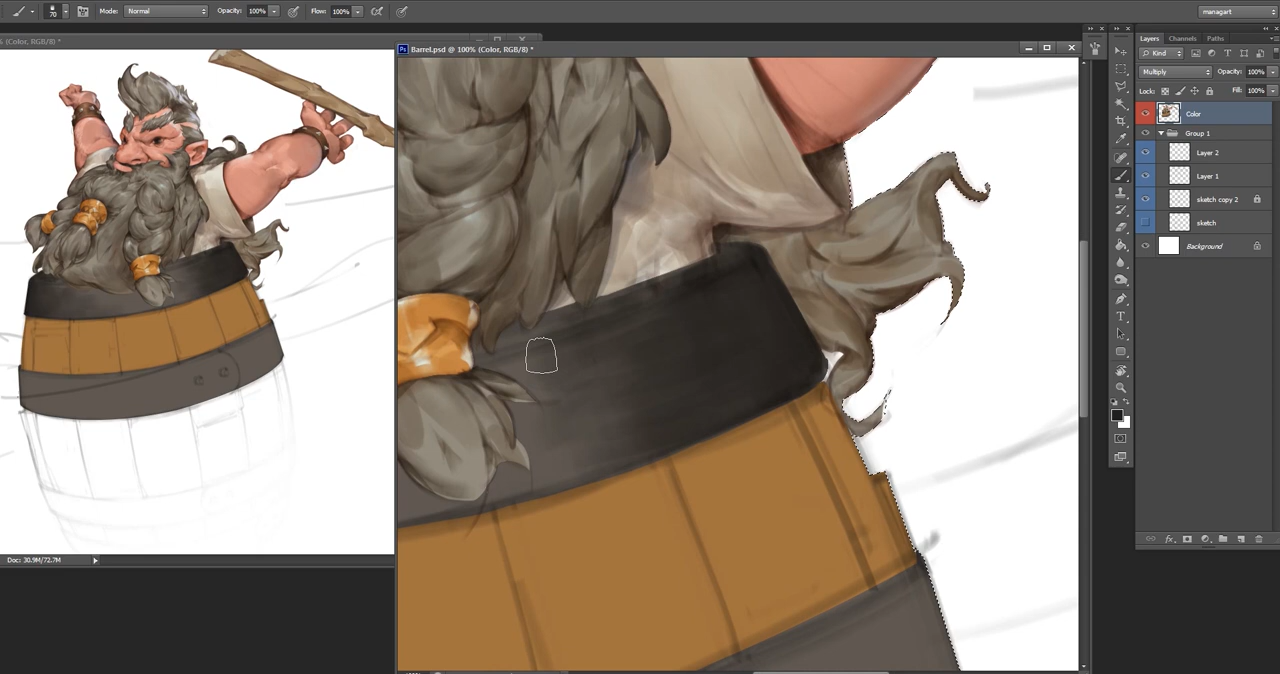 70 Mode: Normal Opacity: 100% Flow: 100% managart
% (Color, RGB/8) *
Ps Barrel.psd @ 100% (Color, RGB/8) *
Layers Channels Paths
Kind
Multiply Opacity: 100%
Lock: Fill: 100%
Color
Group 1
Layer 2
Layer 1
sketch copy 2
sketch
Background
Doc: 30.9M/72.7M